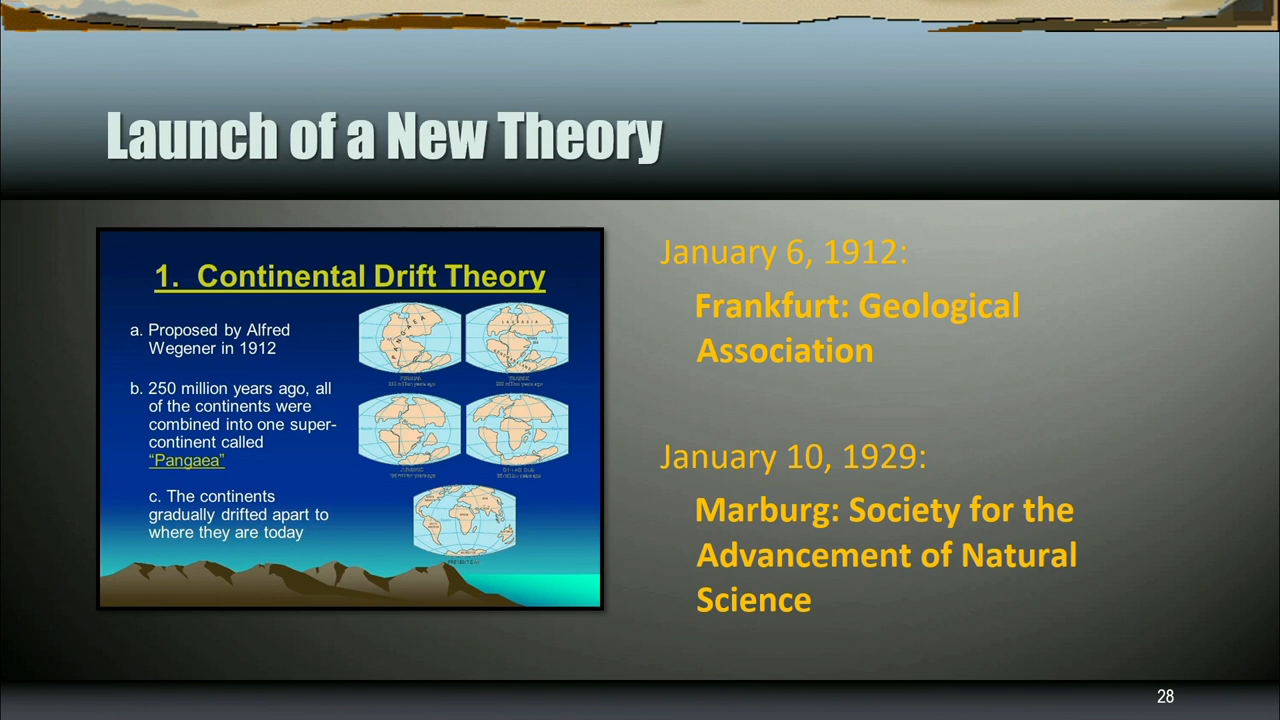 Launch of a New Theory
1. Continental Drift Theory
a. Proposed by Alfred
Wegener in 1912
b. 250 million years ago, all
of the continents were
combined into one super-
continent called
“Pangaea”
c. The continents
gradually drifted apart to
where they are today
PANGAEA
PRESENT DAY
January 6, 1912:
Frankfurt: Geological
Association
January 10, 1929:
Marburg: Society for the
Advancement of Natural
Science
28